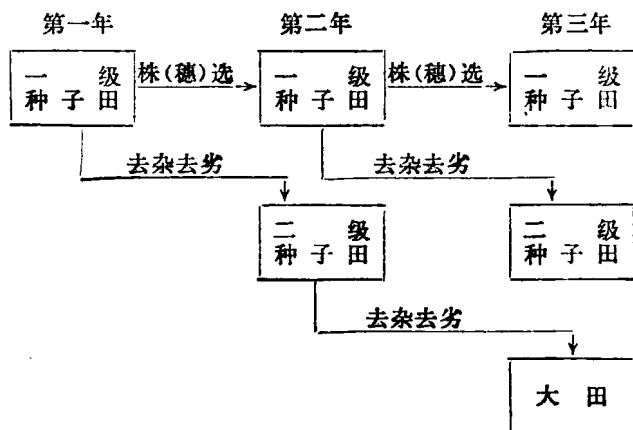 第一年 第二年 第三年
一级 株(穗)选 一级 株(穗)选 一级
种子田 种子田 种子田
去杂去劣 去杂去劣
二级 二级
种子田 种子田
去杂去劣
大田